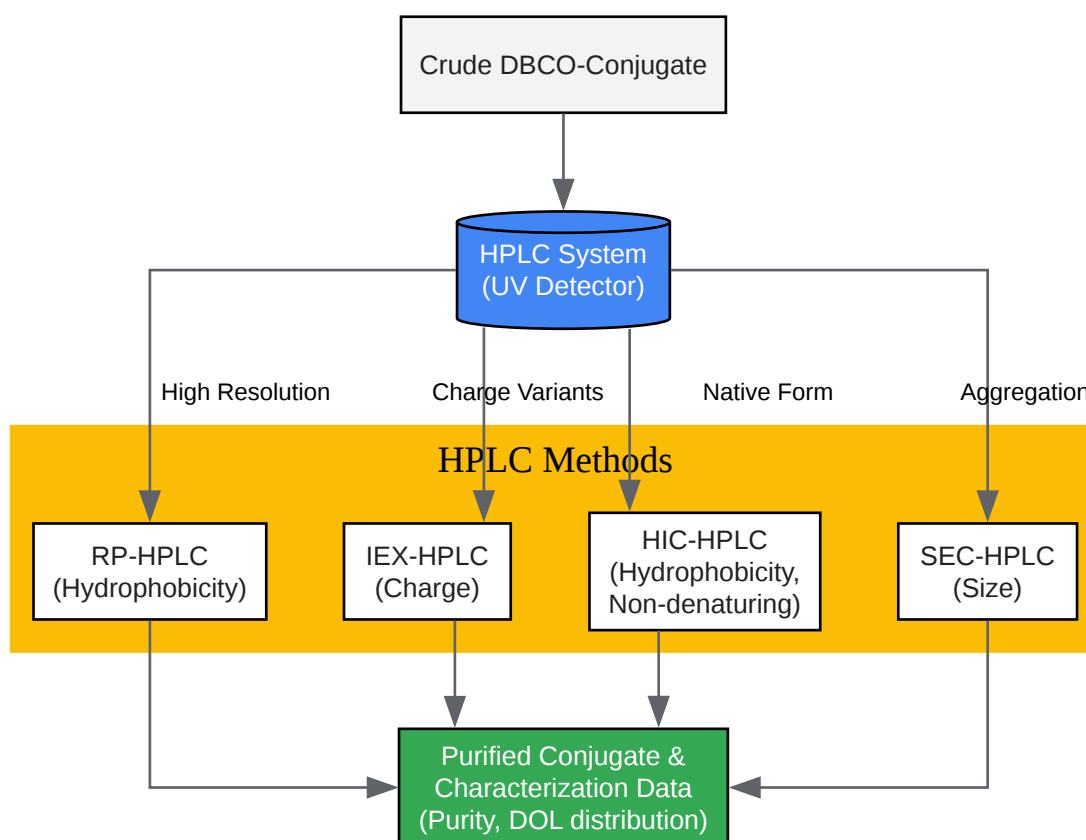 Crude DBCO-Conjugate
HPLC System
(UV Detector)
High Resolution
Charge Variants
Native Form
Aggregation
HPLC Methods
RP-HPLC
(Hydrophobicity)
IEX-HPLC
(Charge)
HIC-HPLC
(Hydrophobicity,
Non-denaturing)
SEC-HPLC
(Size)
Purified Conjugate &
Characterization Data
(Purity, DOL distribution)